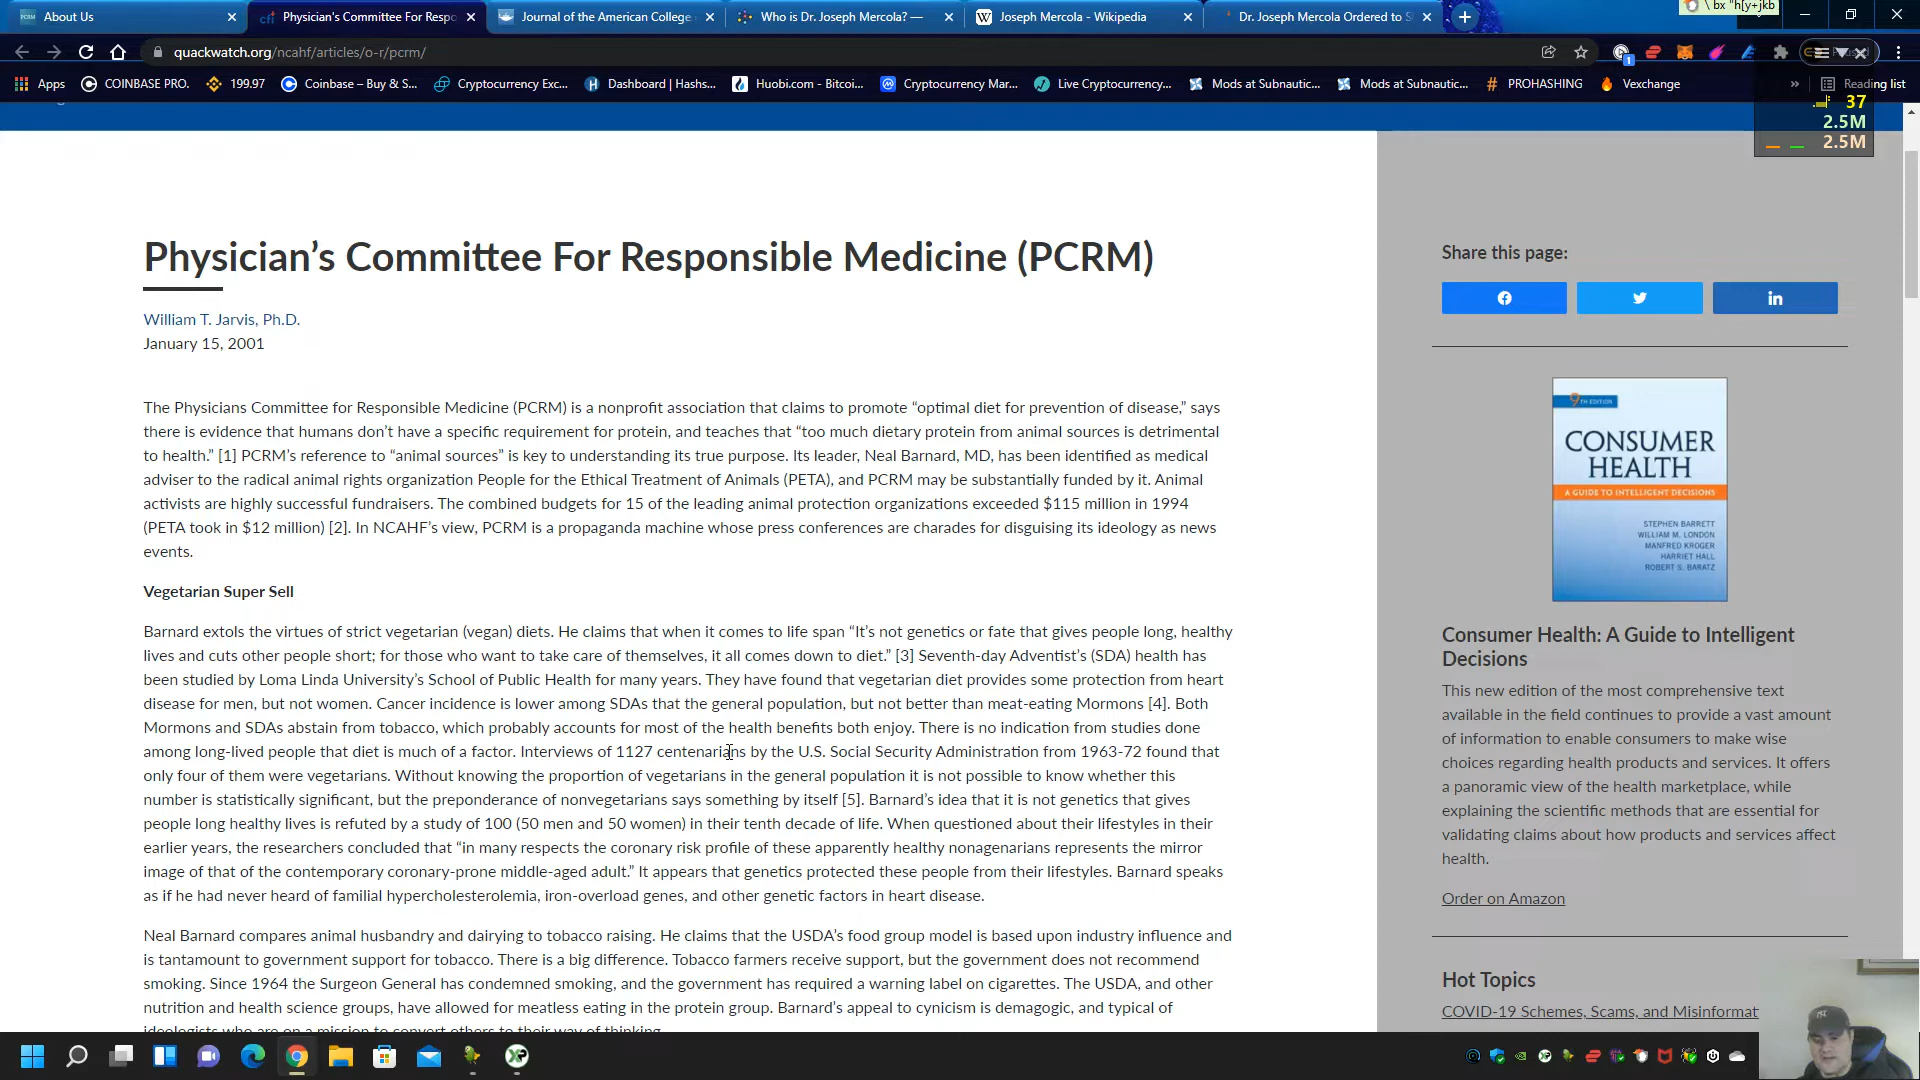 About Us
Physician's Committee For Respo
Journal of the American College
Who is Dr. Joseph Mercola? —
Joseph Mercola - Wikipedia
Dr. Joseph Mercola Ordered to S
\ bx "h[y+jkb
quackwatch.org/ncahf/articles/o-r/pcrm/
1
Apps
COINBASE PRO.
199.97
Coinbase – Buy & S...
Cryptocurrency Exc...
Dashboard | Hashs...
Huobi.com - Bitcoi...
Cryptocurrency Mar...
Live Cryptocurrency...
Mods at Subnautic...
Mods at Subnautic...
PROHASHING
Vexchange
Reading list
37
2.5M
2.5M
Physician’s Committee For Responsible Medicine (PCRM)
William T. Jarvis, Ph.D.
January 15, 2001
The Physicians Committee for Responsible Medicine (PCRM) is a nonprofit association that claims to promote “optimal diet for prevention of disease,” says
there is evidence that humans don’t have a specific requirement for protein, and teaches that “too much dietary protein from animal sources is detrimental
to health.” [1] PCRM’s reference to “animal sources” is key to understanding its true purpose. Its leader, Neal Barnard, MD, has been identified as medical
adviser to the radical animal rights organization People for the Ethical Treatment of Animals (PETA), and PCRM may be substantially funded by it. Animal
activists are highly successful fundraisers. The combined budgets for 15 of the leading animal protection organizations exceeded $115 million in 1994
(PETA took in $12 million) [2]. In NCAHF’s view, PCRM is a propaganda machine whose press conferences are charades for disguising its ideology as news
events.
Vegetarian Super Sell
Barnard extols the virtues of strict vegetarian (vegan) diets. He claims that when it comes to life span “It’s not genetics or fate that gives people long, healthy
lives and cuts other people short; for those who want to take care of themselves, it all comes down to diet.” [3] Seventh-day Adventist’s (SDA) health has
been studied by Loma Linda University’s School of Public Health for many years. They have found that vegetarian diet provides some protection from heart
disease for men, but not women. Cancer incidence is lower among SDAs that the general population, but not better than meat-eating Mormons [4]. Both
Mormons and SDAs abstain from tobacco, which probably accounts for most of the health benefits both enjoy. There is no indication from studies done
among long-lived people that diet is much of a factor. Interviews of 1127 centenarians by the U.S. Social Security Administration from 1963-72 found that
only four of them were vegetarians. Without knowing the proportion of vegetarians in the general population it is not possible to know whether this
number is statistically significant, but the preponderance of nonvegetarians says something by itself [5]. Barnard’s idea that it is not genetics that gives
people long healthy lives is refuted by a study of 100 (50 men and 50 women) in their tenth decade of life. When questioned about their lifestyles in their
earlier years, the researchers concluded that “in many respects the coronary risk profile of these apparently healthy nonagenarians represents the mirror
image of that of the contemporary coronary-prone middle-aged adult.” It appears that genetics protected these people from their lifestyles. Barnard speaks
as if he had never heard of familial hypercholesterolemia, iron-overload genes, and other genetic factors in heart disease.
Neal Barnard compares animal husbandry and dairying to tobacco raising. He claims that the USDA’s food group model is based upon industry influence and
is tantamount to government support for tobacco. There is a big difference. Tobacco farmers receive support, but the government does not recommend
smoking. Since 1964 the Surgeon General has condemned smoking, and the government has required a warning label on cigarettes. The USDA, and other
nutrition and health science groups, have allowed for meatless eating in the protein group. Barnard’s appeal to cynicism is demagogic, and typical of
ideologists who are on a mission to convert others to their way of thinking.
Share this page:
9TH EDITION
CONSUMER
HEALTH
A GUIDE TO INTELLIGENT DECISIONS
STEPHEN BARRETT
WILLIAM M. LONDON
MANFRED KROGER
HARRIET HALL
ROBERT S. BARATZ
Consumer Health: A Guide to Intelligent
Decisions
This new edition of the most comprehensive text
available in the field continues to provide a vast amount
of information to enable consumers to make wise
choices regarding health products and services. It offers
a panoramic view of the health marketplace, while
explaining the scientific methods that are essential for
validating claims about how products and services affect
health.
Order on Amazon
Hot Topics
COVID-19 Schemes, Scams, and Misinformat